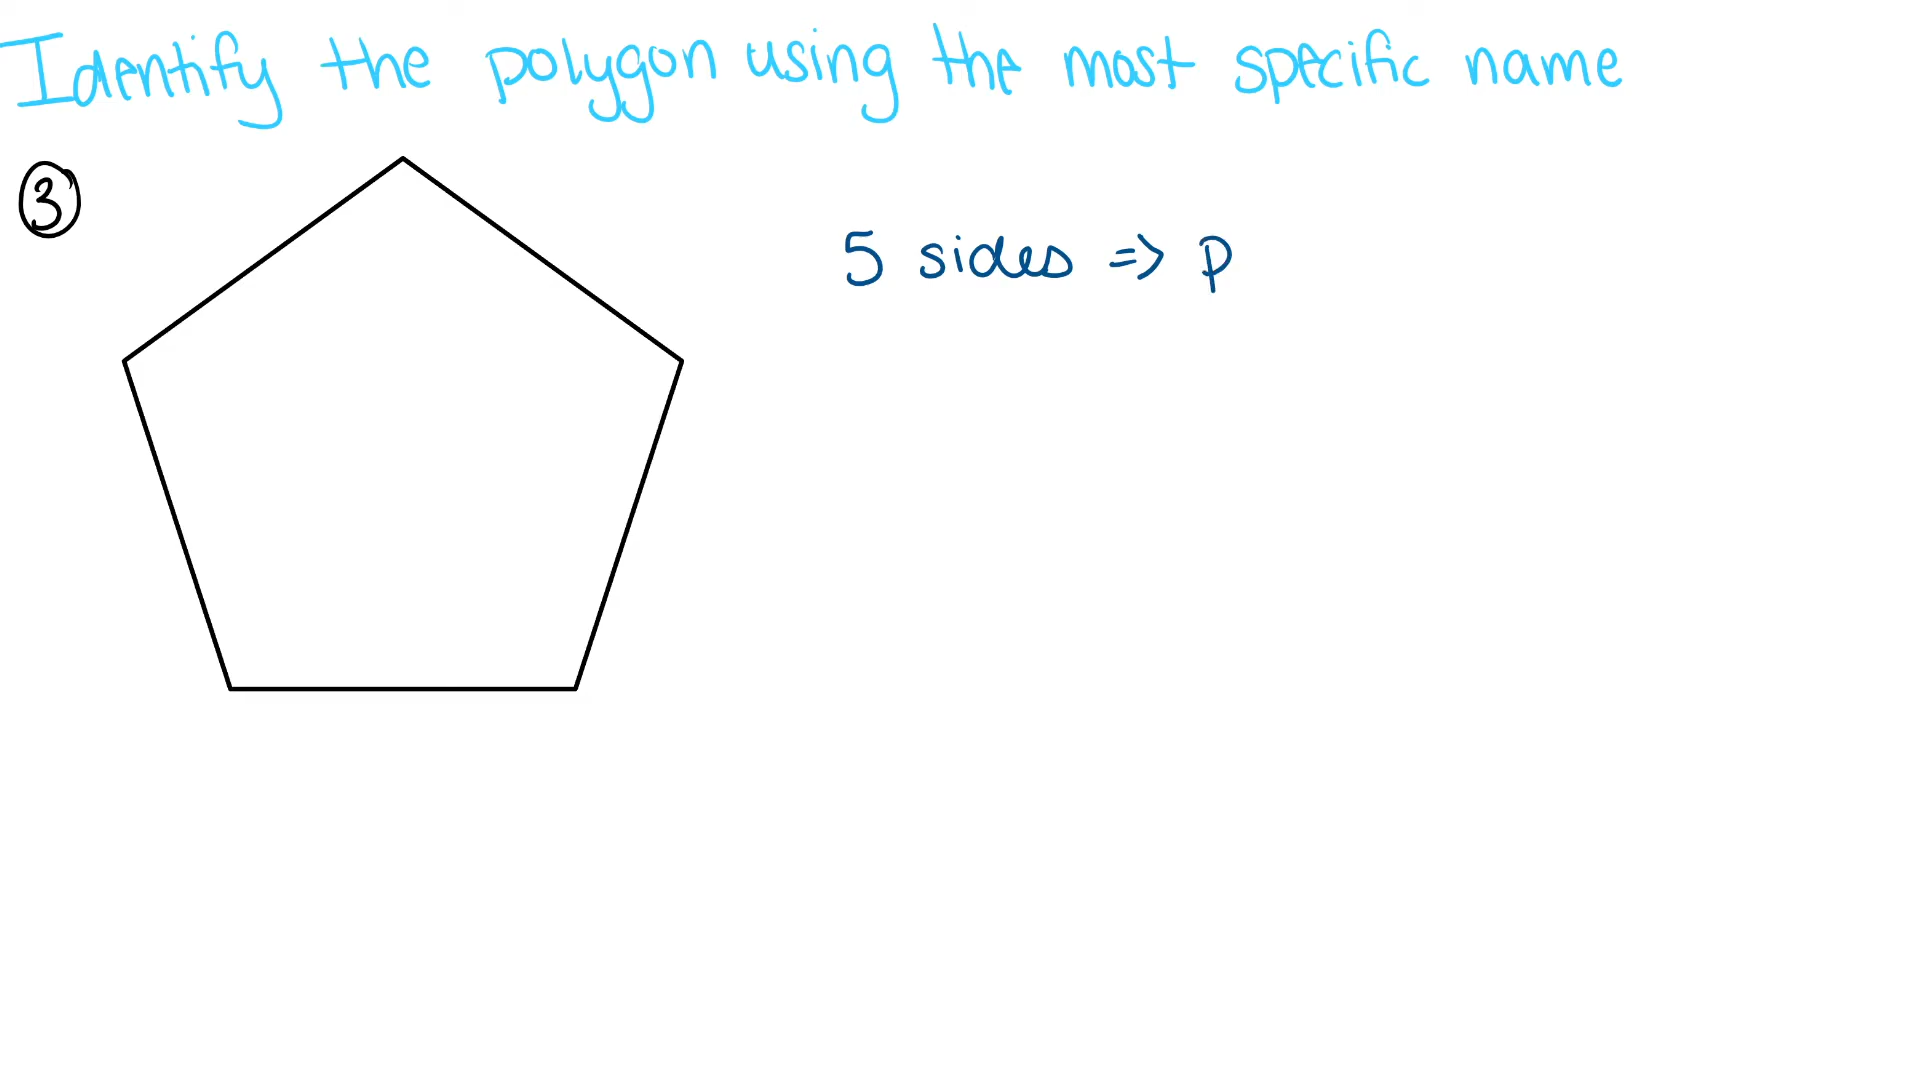 Identify the polygon using the most specific name
3
5 sides => p